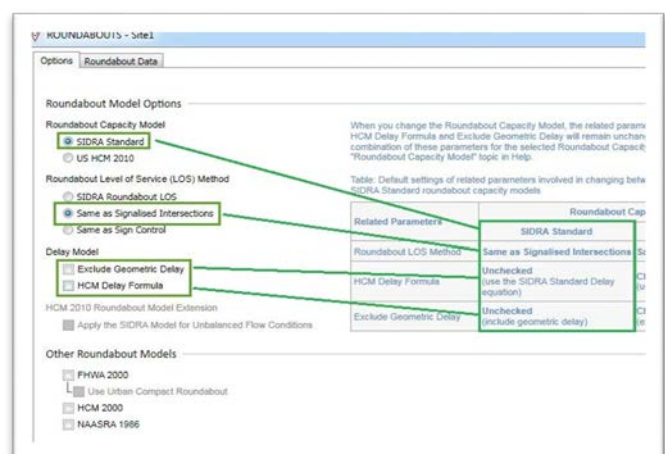 ROUNDABOUTS - Site1
Options Roundabout Data
Roundabout Model Options
Roundabout Capacity Model
SIDRA Standard
US HCM 2010
Roundabout Level of Service (LOS) Method
SIDRA Roundabout LOS
Same as Signalised Intersections
Same as Sign Control
Delay Model
Exclude Geometric Delay
HCM Delay Formula
HCM 2010 Roundabout Model Extension
Apply the SIDRA Model for Unbalanced Flow Conditions
Other Roundabout Models
FHWA 2000
Use Urban Compact Roundabout
HCM 2000
NAASRA 1986
When you change the Roundabout Capacity Model, the related
HCM Delay Formula and Exclude Geometric Delay will remain
combination of these parameters for the selected Roundabout
"Roundabout Capacity Model" topic in Help.
Table: Default settings of related parameters involved in changing
SIDRA Standard roundabout capacity models
Related Parameters
Roundabout
SIDRA Standard
Roundabout LOS Method Same as Signalised Intersections
HCM Delay Formula
Unchecked
(use the SIDRA Standard Delay
equation)
Exclude Geometric Delay
Unchecked
(include geometric delay)